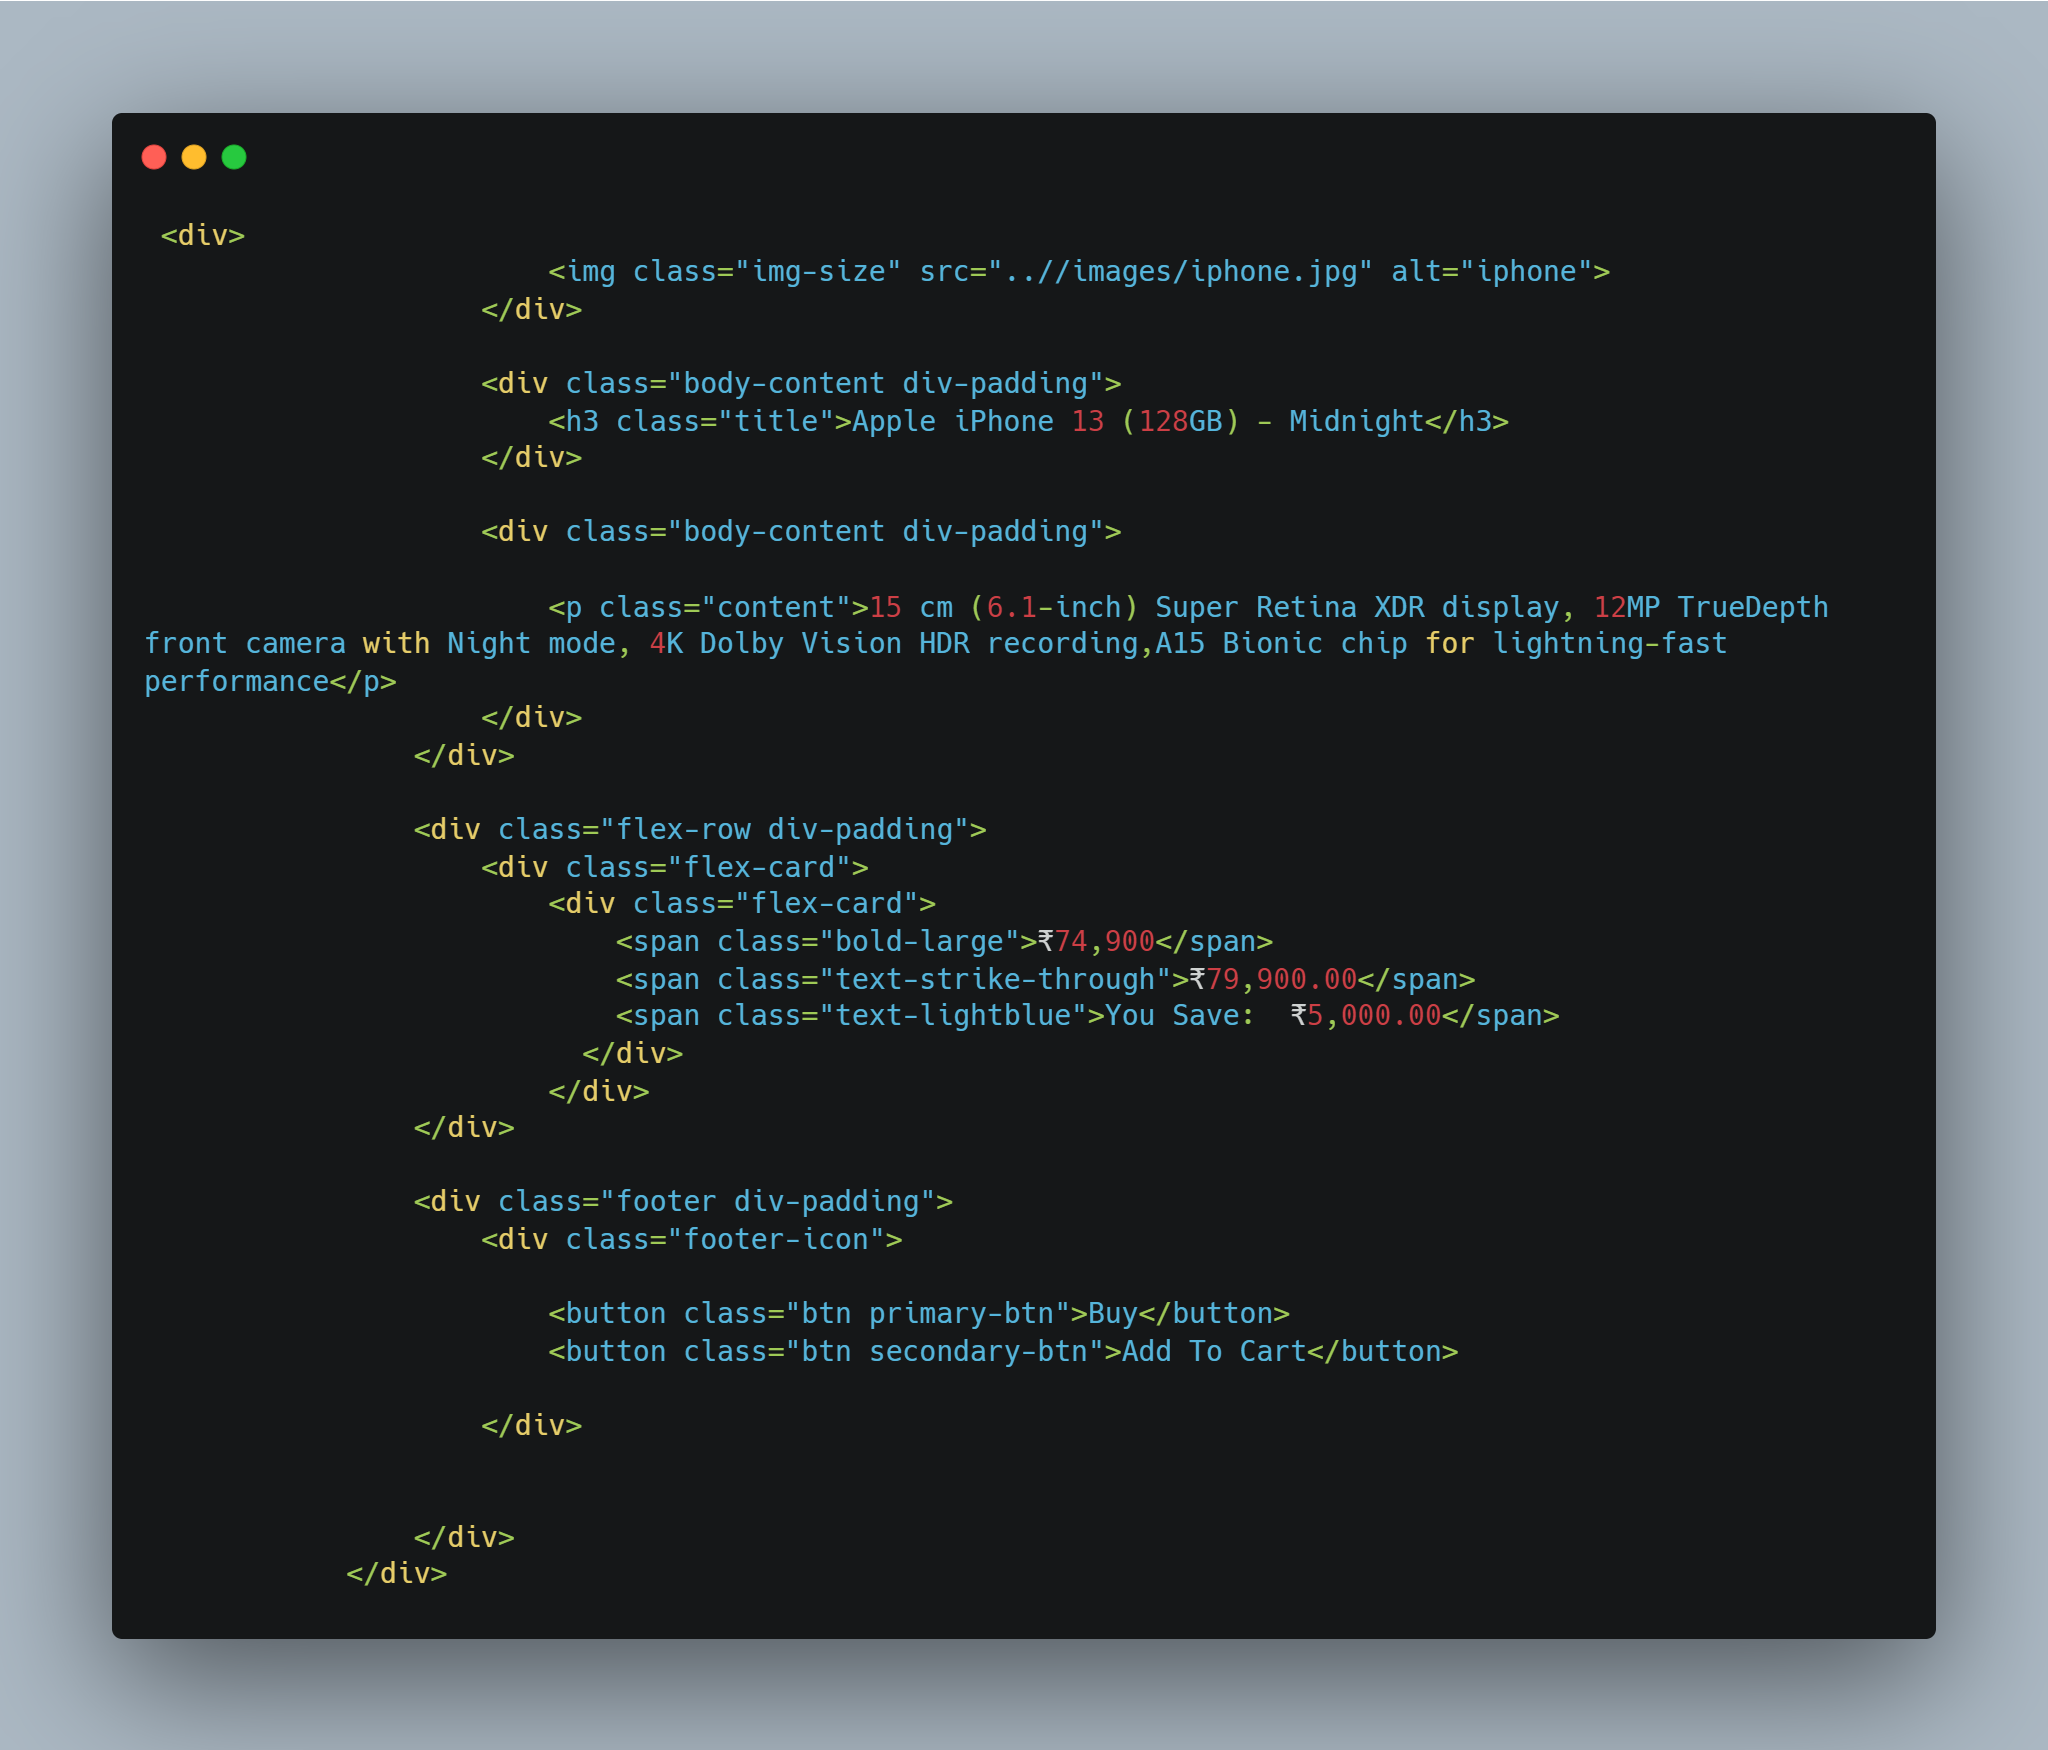 <div>
<img class="img-size" src="..//images/iphone.jpg" alt="iphone">
</div>
<div class="body-content div-padding">
<h3 class="title">Apple iPhone 13 (128GB) - Midnight</h3>
</div>
<div class="body-content div-padding">
<p class="content">15 cm (6.1-inch) Super Retina XDR display, 12MP TrueDepth
front camera with Night mode, 4K Dolby Vision HDR recording,A15 Bionic chip for lightning-fast
performance</p>
</div>
</div>
<div class="flex-row div-padding">
<div class="flex-card">
<div class="flex-card">
<span class="bold-large">₹74,900</span>
<span class="text-strike-through">₹79,900.00</span>
<span class="text-lightblue">You Save:  ₹5,000.00</span>
</div>
</div>
</div>
<div class="footer div-padding">
<div class="footer-icon">
<button class="btn primary-btn">Buy</button>
<button class="btn secondary-btn">Add To Cart</button>
</div>
</div>
</div>